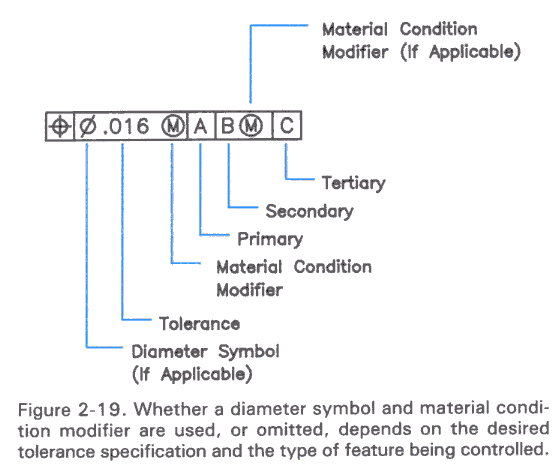 Material Condition
Modifier (If Applicable)
⌖ Ø .016 Ⓜ A B Ⓜ C
Tertiary
Secondary
Primary
Material Condition
Modifier
Tolerance
Diameter Symbol
(If Applicable)
Figure 2-19. Whether a diameter symbol and material condi-
tion modifier are used, or omitted, depends on the desired
tolerance specification and the type of feature being controlled.